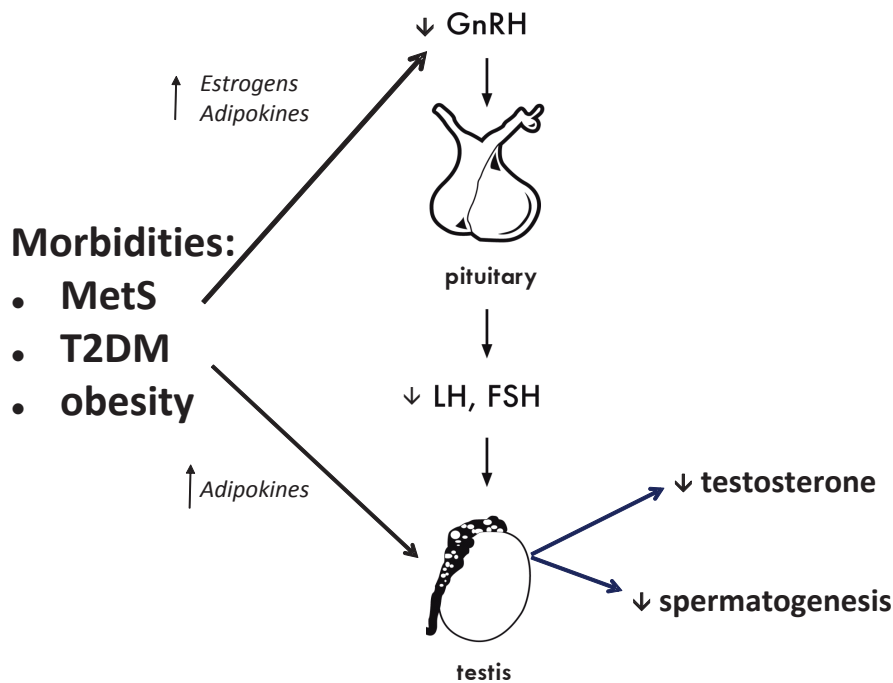 ↓ GnRH
↑ Estrogens
Adipokines
Morbidities:
• MetS
• T2DM
• obesity
pituitary
↓ LH, FSH
↑ Adipokines
↓ testosterone
↓ spermatogenesis
testis